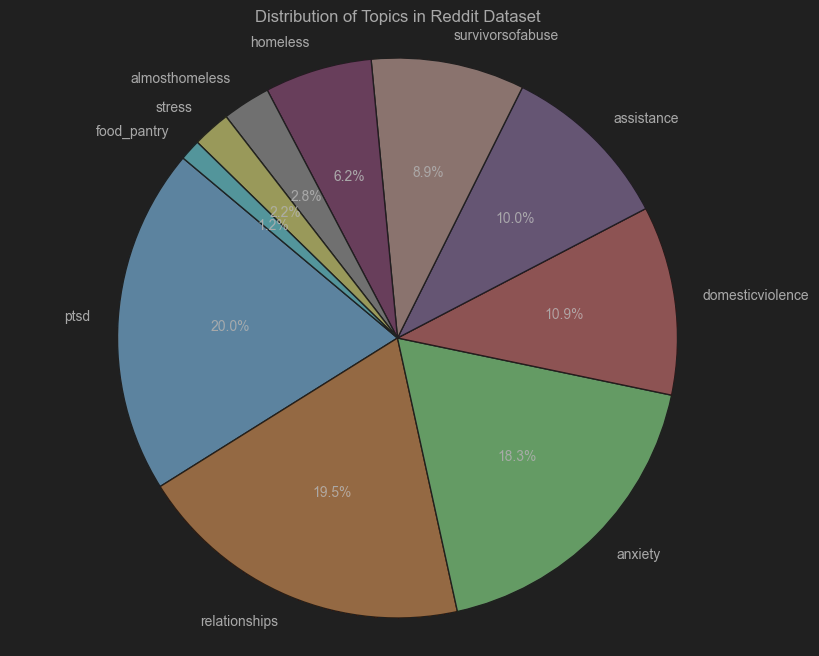 Distribution of Topics in Reddit Dataset
survivorsofabuse
homeless
almosthomeless
stress
assistance
food_pantry
8.9%
6.2%
2.8%
2.2%
10.0%
1.2%
domesticviolence
10.9%
ptsd
20.0%
18.3%
19.5%
anxiety
relationships